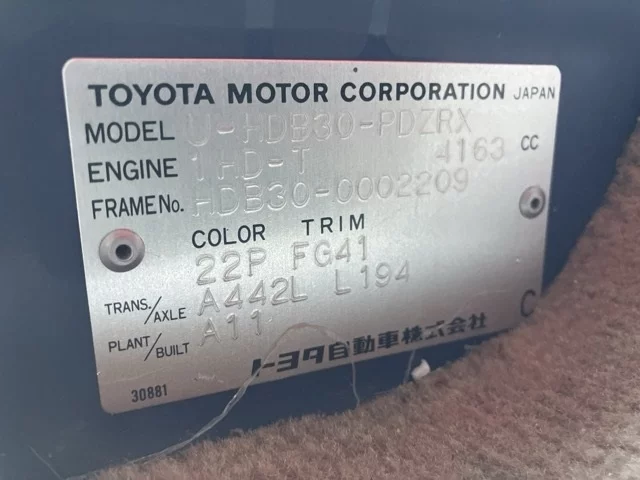 TOYOTA MOTOR CORPORATION JAPAN
MODEL U-HDB30-PDZRX
ENGINE 1HD-T 4163 CC
FRAME No. HDB30-0002209
COLOR TRIM
22P FG41
TRANS./AXLE A442L L194
PLANT/BUILT A11
トヨタ自動車株式会社 C
30881